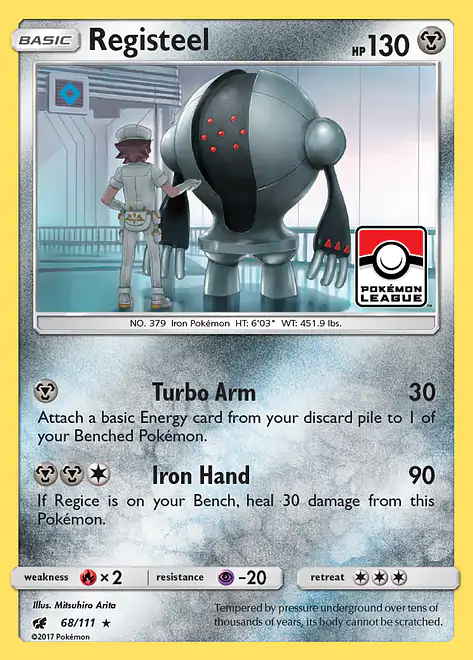 BASIC Registeel HP 130
POKÉMON
LEAGUE
NO. 379 Iron Pokémon HT: 6'03" WT: 451.9 lbs.
Turbo Arm 30
Attach a basic Energy card from your discard pile to 1 of
your Benched Pokémon.
Iron Hand 90
If Regice is on your Bench, heal 30 damage from this
Pokémon.
weakness ×2 resistance -20 retreat
Illus. Mitsuhiro Arita
68/111 ★
©2017 Pokémon
Tempered by pressure underground over tens of
thousands of years, its body cannot be scratched.